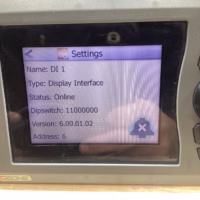 Settings
Name: DI 1
Type: Display Interface
Status: Online
Dipswitch: 11000000
Version: 6.00.01.02
Address: 6